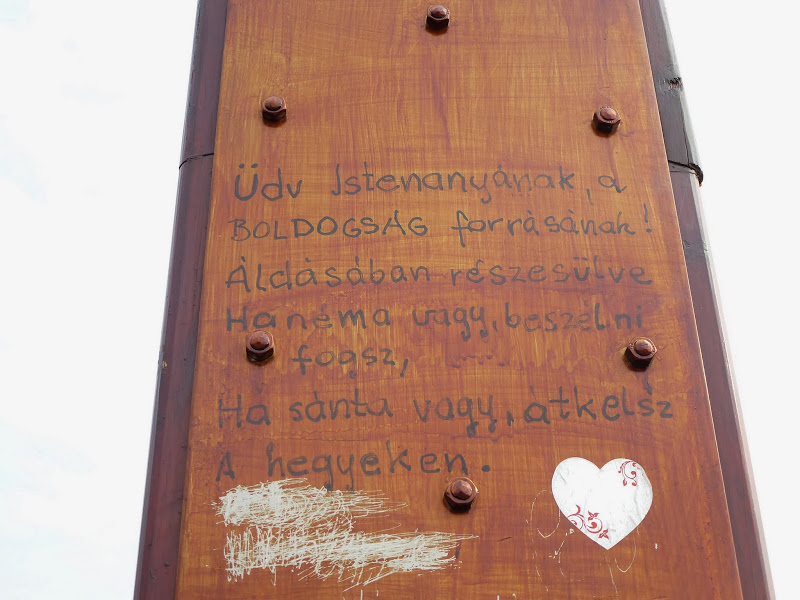 Üdv Istenanyának, a
BOLDOGSÁG forrásának!
Áldásában részesülve
Ha néma vagy, beszélni
fogsz,
Ha sánta vagy, átkelsz
A hegyeken.